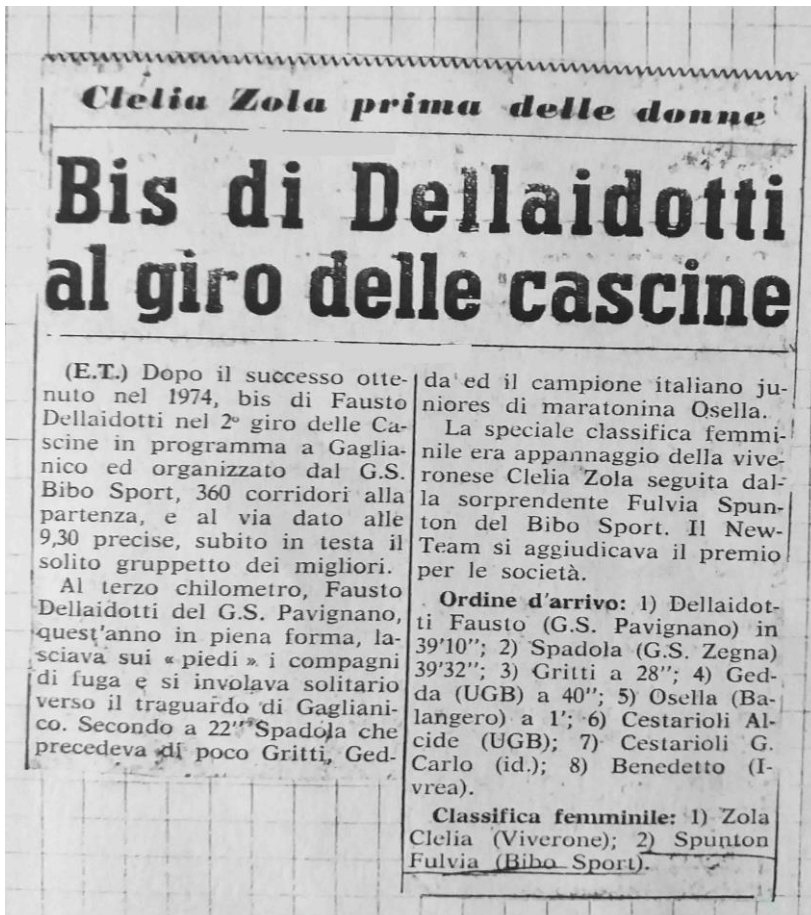 Clelia Zola prima delle donne
Bis di Dellaidotti
al giro delle cascine
(E.T.) Dopo il successo otte-
nuto nel 1974, bis di Fausto
Dellaidotti nel 2º giro delle Ca-
scine in programma a Gaglia-
nico ed organizzato dal G.S.
Bibo Sport, 360 corridori alla
partenza, e al via dato alle
9,30 precise, subito in testa il
solito gruppetto dei migliori.
Al terzo chilometro, Fausto
Dellaidotti del G.S. Pavignano,
quest'anno in piena forma, la-
sciava sui « piedi » i compagni
di fuga e si involava solitario
verso il traguardo di Gagliani-
co. Secondo a 22" Spadola che
precedeva di poco Gritti, Ged-
da ed il campione italiano ju-
niores di maratonina Osella.
La speciale classifica femmi-
nile era appannaggio della vive-
ronese Clelia Zola seguita dal-
la sorprendente Fulvia Spun-
ton del Bibo Sport. Il New-
Team si aggiudicava il premio
per le società.
Ordine d'arrivo: 1) Dellaidot-
ti Fausto (G.S. Pavignano) in
39'10"; 2) Spadola (G.S. Zegna)
39'32"; 3) Gritti a 28"; 4) Ged-
da (UGB) a 40"; 5) Osella (Ba-
langero) a 1'; 6) Cestarioli Al-
cide (UGB); 7) Cestarioli G.
Carlo (id.); 8) Benedetto (I-
vrea).
Classifica femminile: 1) Zola
Clelia (Viverone); 2) Spunton
Fulvia (Bibo Sport).